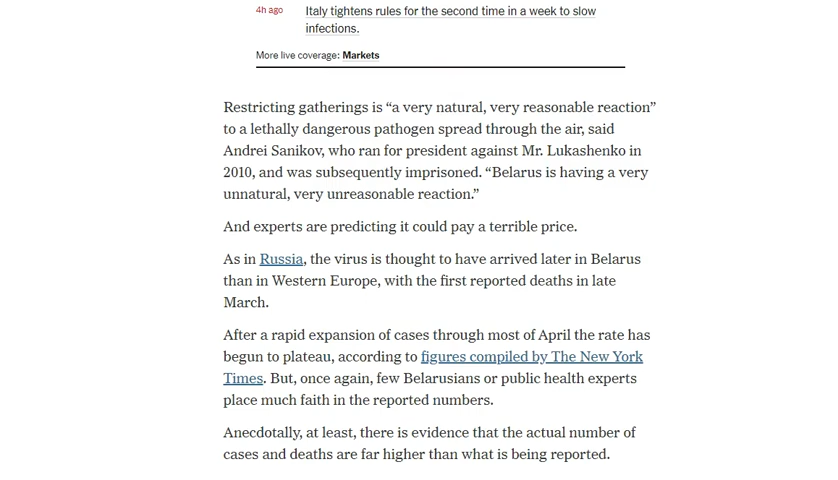 4h ago Italy tightens rules for the second time in a week to slow
infections.
More live coverage: Markets
Restricting gatherings is “a very natural, very reasonable reaction”
to a lethally dangerous pathogen spread through the air, said
Andrei Sanikov, who ran for president against Mr. Lukashenko in
2010, and was subsequently imprisoned. “Belarus is having a very
unnatural, very unreasonable reaction.”
And experts are predicting it could pay a terrible price.
As in Russia, the virus is thought to have arrived later in Belarus
than in Western Europe, with the first reported deaths in late
March.
After a rapid expansion of cases through most of April the rate has
begun to plateau, according to figures compiled by The New York
Times. But, once again, few Belarusians or public health experts
place much faith in the reported numbers.
Anecdotally, at least, there is evidence that the actual number of
cases and deaths are far higher than what is being reported.